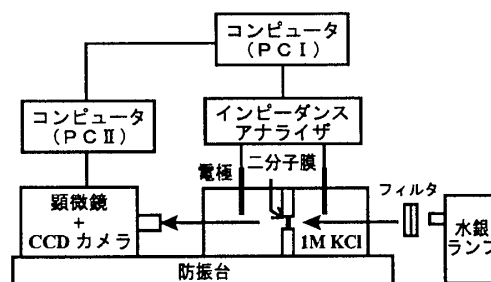 コンピュータ
(PCⅠ)
コンピュータ
(PCⅡ)
インピーダンス
アナライザ
電極
二分子膜
フィルタ
顕微鏡
+
CCD カメラ
1M KCl
水銀
ランプ
防振台